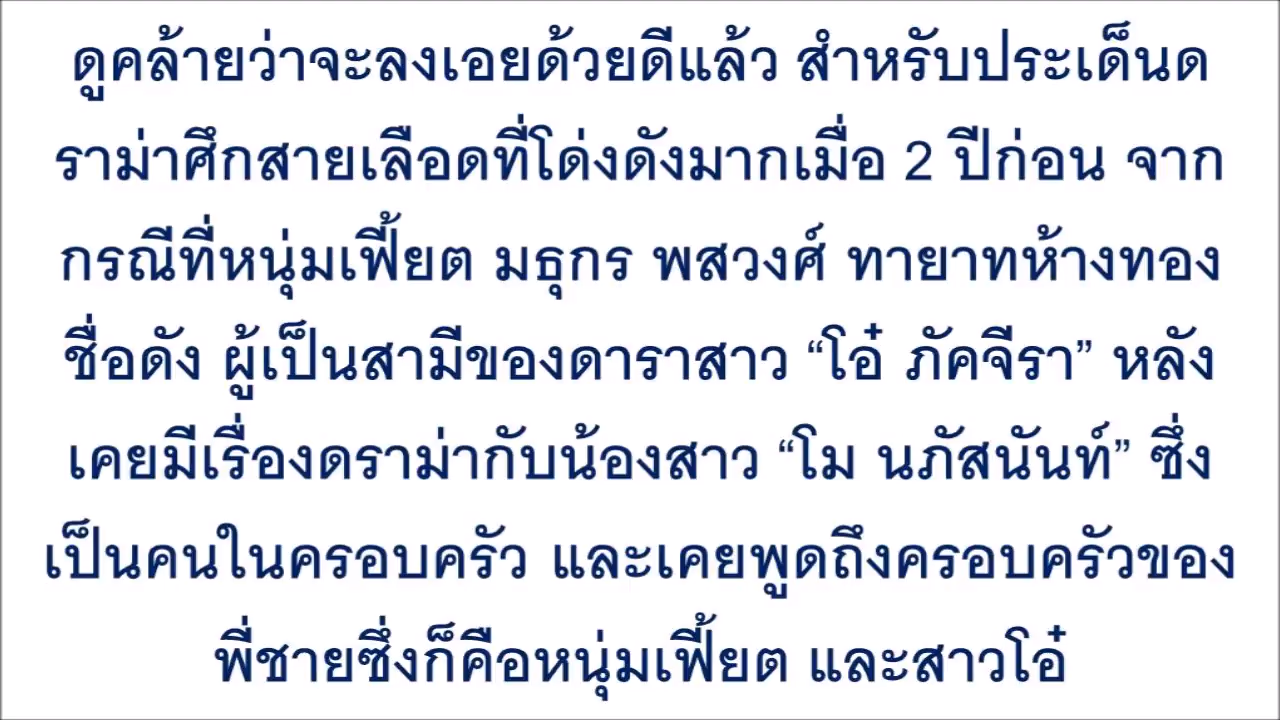 ดูคล้ายว่าจะลงเอยด้วยดีแล้ว สำหรับประเด็นด
ราม่าศึกสายเลือดที่โด่งดังมากเมื่อ 2 ปีก่อน จาก
กรณีที่หนุ่มเฟี้ยต มธุกร พสวงศ์ ทายาทห้างทอง
ชื่อดัง ผู้เป็นสามีของดาราสาว “โอ๋ ภัคจีรา” หลัง
เคยมีเรื่องดราม่ากับน้องสาว “โม นภัสนันท์” ซึ่ง
เป็นคนในครอบครัว และเคยพูดถึงครอบครัวของ
พี่ชายซึ่งก็คือหนุ่มเฟี้ยต และสาวโอ๋